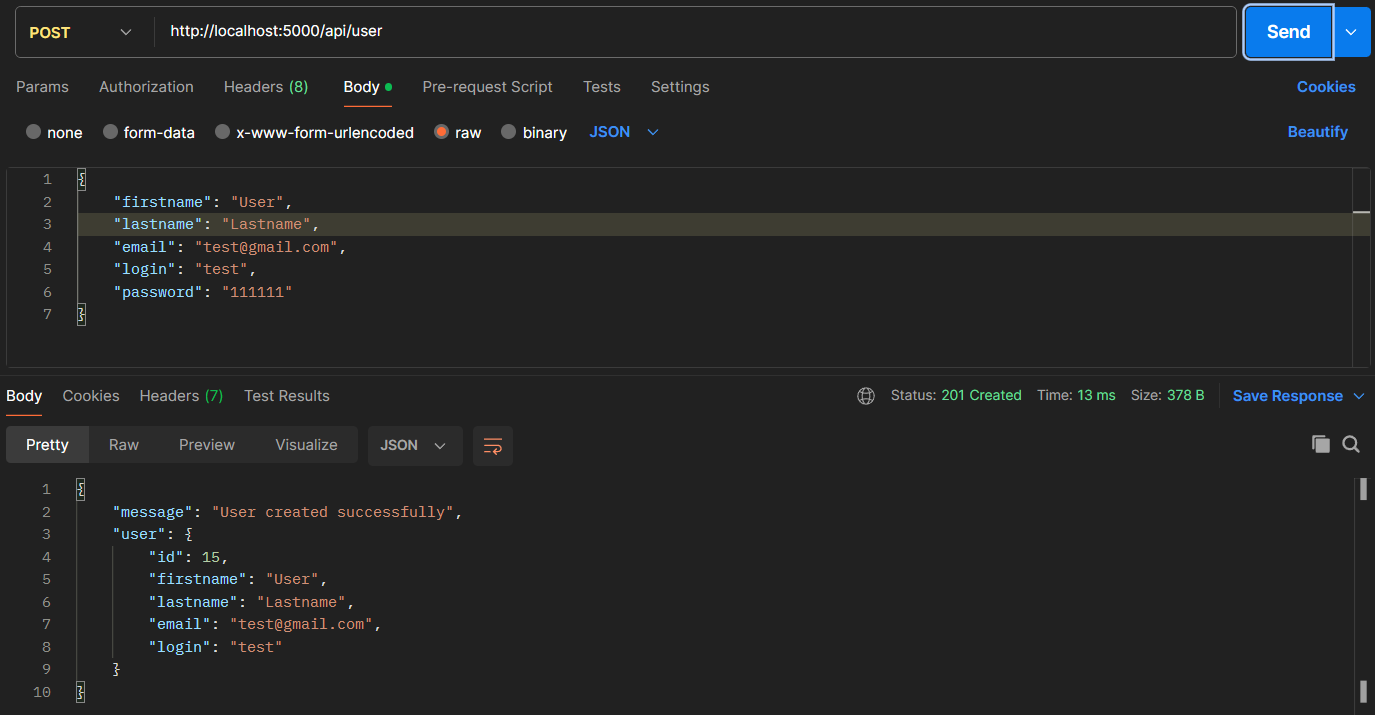 POST http://localhost:5000/api/user Send
Params Authorization Headers (8) Body Pre-request Script Tests Settings Cookies
none form-data x-www-form-urlencoded raw binary JSON Beautify
1 {
2 "firstname": "User",
3 "lastname": "Lastname",
4 "email": "test@gmail.com",
5 "login": "test",
6 "password": "111111"
7 }
Body Cookies Headers (7) Test Results Status: 201 Created Time: 13 ms Size: 378 B Save Response
Pretty Raw Preview Visualize JSON
1 {
2 "message": "User created successfully",
3 "user": {
4 "id": 15,
5 "firstname": "User",
6 "lastname": "Lastname",
7 "email": "test@gmail.com",
8 "login": "test"
9 }
10 }